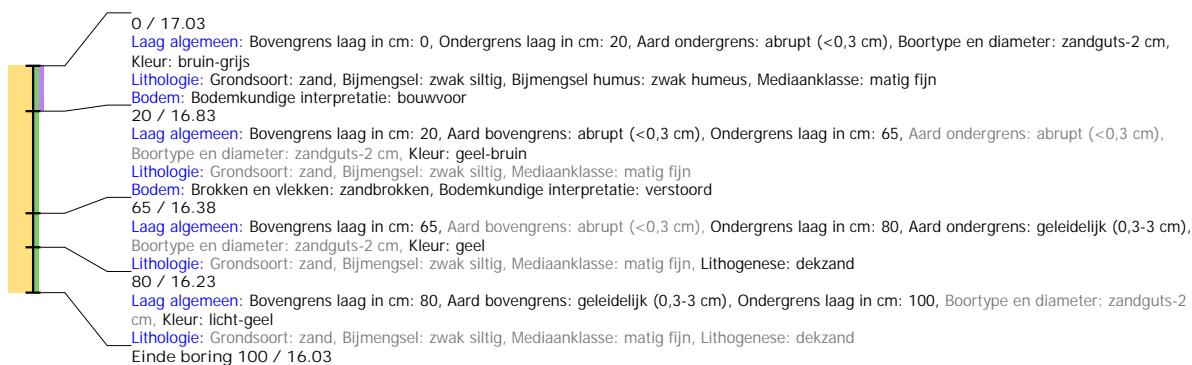 0 / 17.03
Laag algemeen: Bovengrens laag in cm: 0, Ondergrens laag in cm: 20, Aard ondergrens: abrupt (<0,3 cm), Boortype en diameter: zandguts-2 cm,
Kleur: bruin-grijs
Lithologie: Grondsoort: zand, Bijmengsel: zwak siltig, Bijmengsel humus: zwak humeus, Mediaanklasse: matig fijn
Bodem: Bodemkundige interpretatie: bouwvoor
20 / 16.83
Laag algemeen: Bovengrens laag in cm: 20, Aard bovengrens: abrupt (<0,3 cm), Ondergrens laag in cm: 65, Aard ondergrens: abrupt (<0,3 cm),
Boortype en diameter: zandguts-2 cm, Kleur: geel-bruin
Lithologie: Grondsoort: zand, Bijmengsel: zwak siltig, Mediaanklasse: matig fijn
Bodem: Brokken en vlekken: zandbrokken, Bodemkundige interpretatie: verstoord
65 / 16.38
Laag algemeen: Bovengrens laag in cm: 65, Aard bovengrens: abrupt (<0,3 cm), Ondergrens laag in cm: 80, Aard ondergrens: geleidelijk (0,3-3 cm),
Boortype en diameter: zandguts-2 cm, Kleur: geel
Lithologie: Grondsoort: zand, Bijmengsel: zwak siltig, Mediaanklasse: matig fijn, Lithogenese: dekzand
80 / 16.23
Laag algemeen: Bovengrens laag in cm: 80, Aard bovengrens: geleidelijk (0,3-3 cm), Ondergrens laag in cm: 100, Boortype en diameter: zandguts-2
cm, Kleur: licht-geel
Lithologie: Grondsoort: zand, Bijmengsel: zwak siltig, Mediaanklasse: matig fijn, Lithogenese: dekzand
Einde boring 100 / 16.03